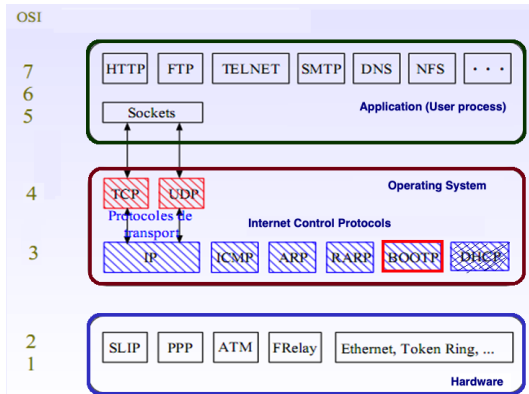 OSI
7
HTTP FTP TELNET SMTP DNS NFS . . .
6
Application (User process)
5
Sockets
Operating System
4
TCP UDP
Protocoles de
transport
Internet Control Protocols
3
IP ICMP ARP RARP BOOTP DHCP
2
SLIP PPP ATM FRelay Ethernet, Token Ring, ...
1
Hardware